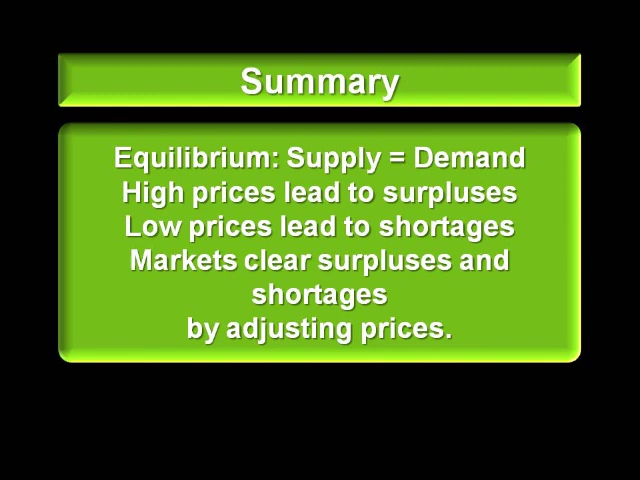 Summary
Equilibrium: Supply = Demand
High prices lead to surpluses
Low prices lead to shortages
Markets clear surpluses and
shortages
by adjusting prices.